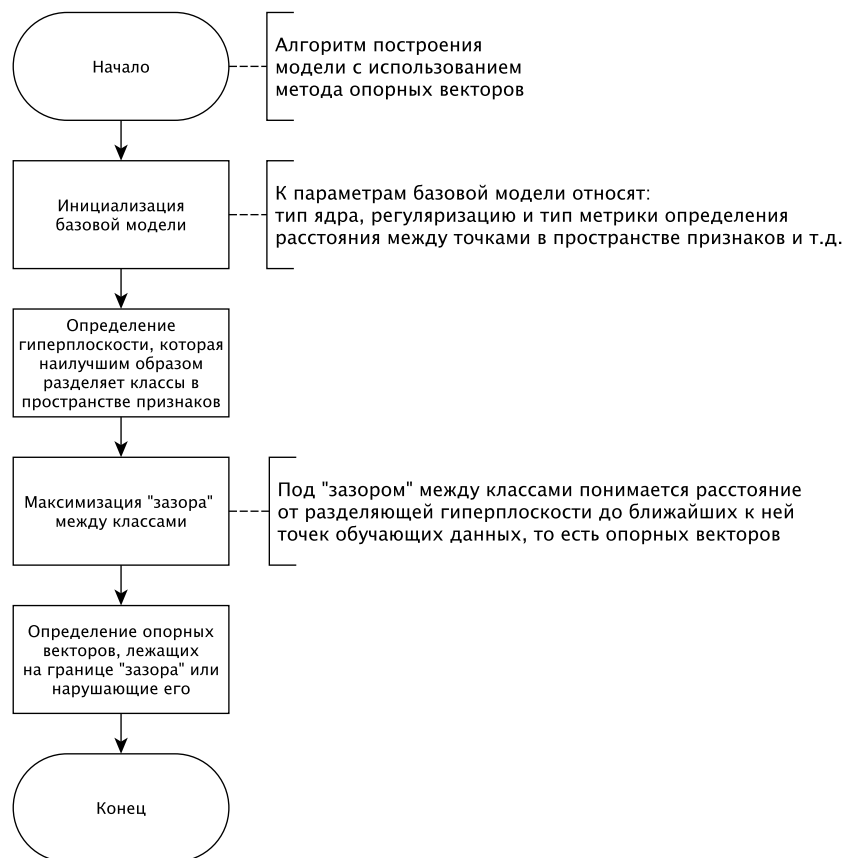 Начало
Алгоритм построения
модели с использованием
метода опорных векторов
Инициализация
базовой модели
К параметрам базовой модели относят:
тип ядра, регуляризацию и тип метрики определения
расстояния между точками в пространстве признаков и т.д.
Определение
гиперплоскости, которая
наилучшим образом
разделяет классы в
пространстве признаков
Максимизация "зазора"
между классами
Под "зазором" между классами понимается расстояние
от разделяющей гиперплоскости до ближайших к ней
точек обучающих данных, то есть опорных векторов
Определение опорных
векторов, лежащих
на границе "зазора" или
нарушающие его
Конец